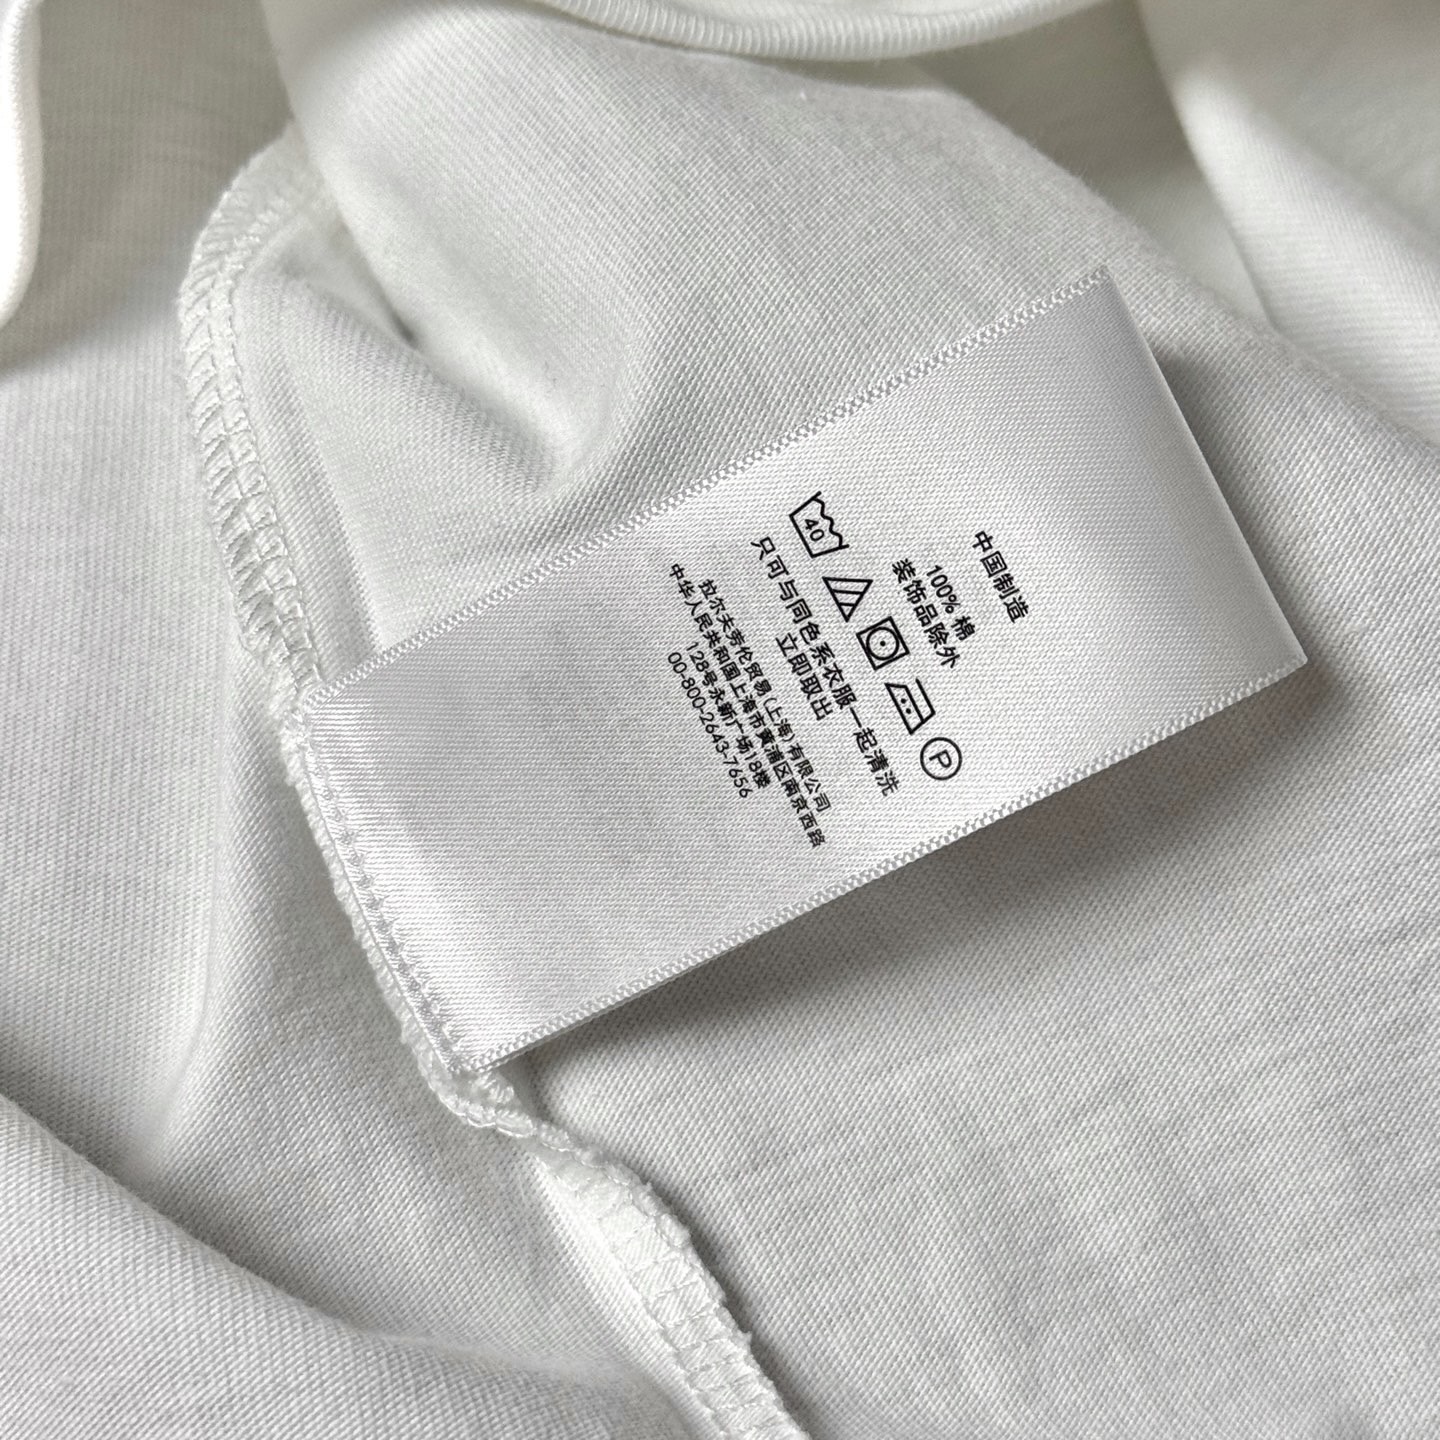 中国制造
100% 棉
装饰品除外
40
P
只可与同色系衣服一起清洗
立即取出
拉尔夫劳伦贸易(上海)有限公司
中华人民共和国上海市黄浦区南京西路
128号永新广场18楼
00-800-2643-7656